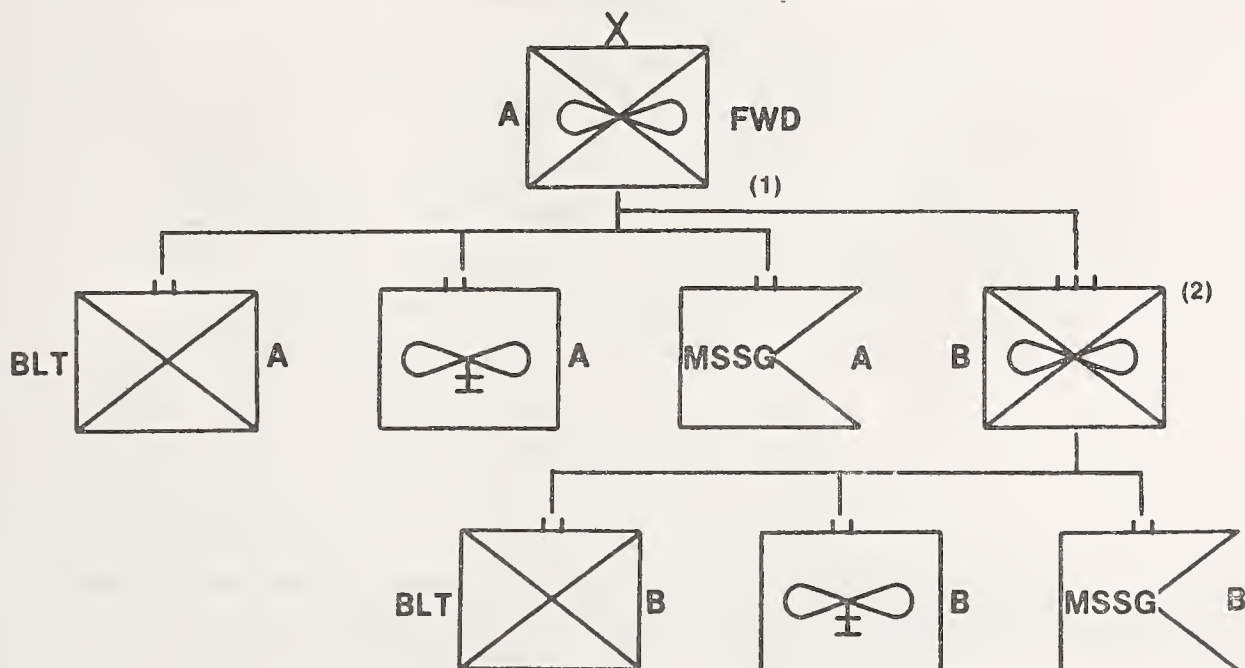 X
A FWD
(1)
(2)
BLT A A MSSG A B
BLT B B MSSG B